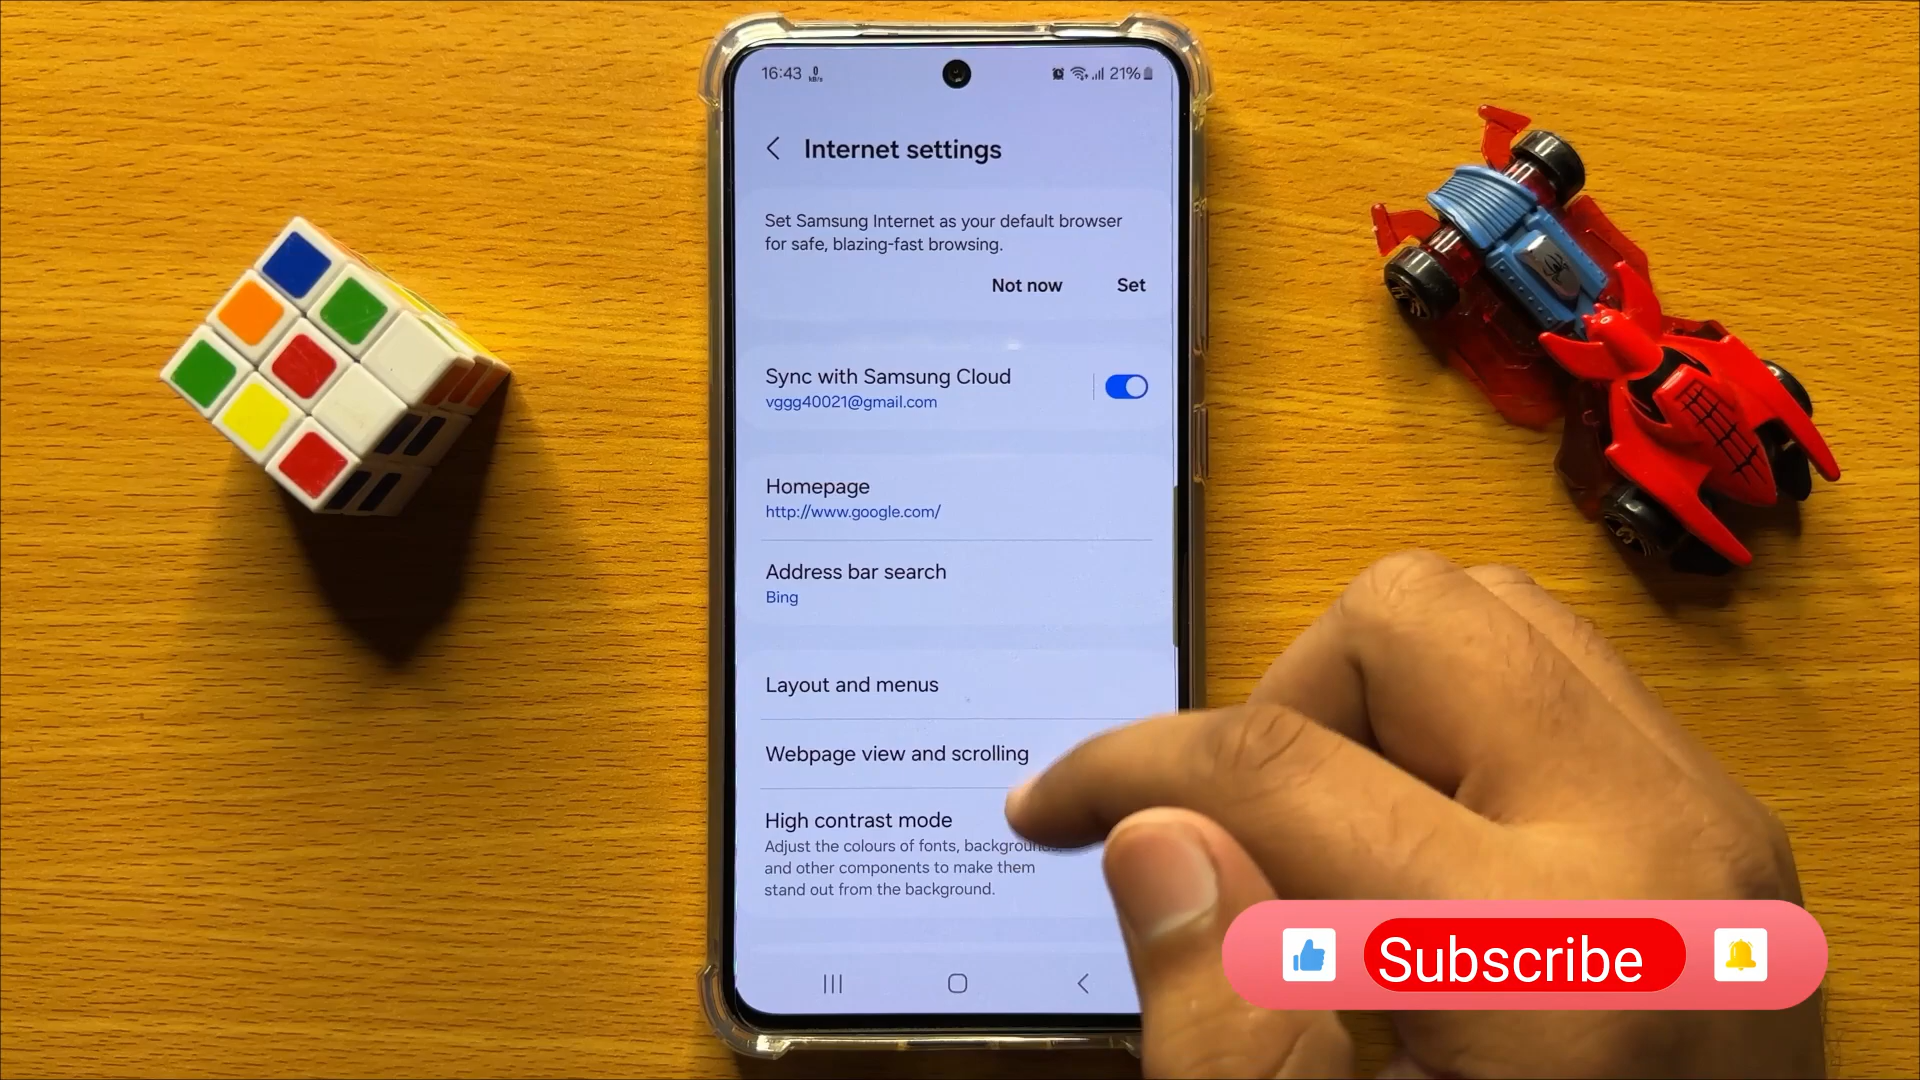 16:43 0 kB/s 21%
Internet settings
Set Samsung Internet as your default browser
for safe, blazing-fast browsing.
Not now Set
Sync with Samsung Cloud
vggg40021@gmail.com
Homepage
http://www.google.com/
Address bar search
Bing
Layout and menus
Webpage view and scrolling
High contrast mode
Adjust the colours of fonts, backgrounds,
and other components to make them
stand out from the background.
Subscribe